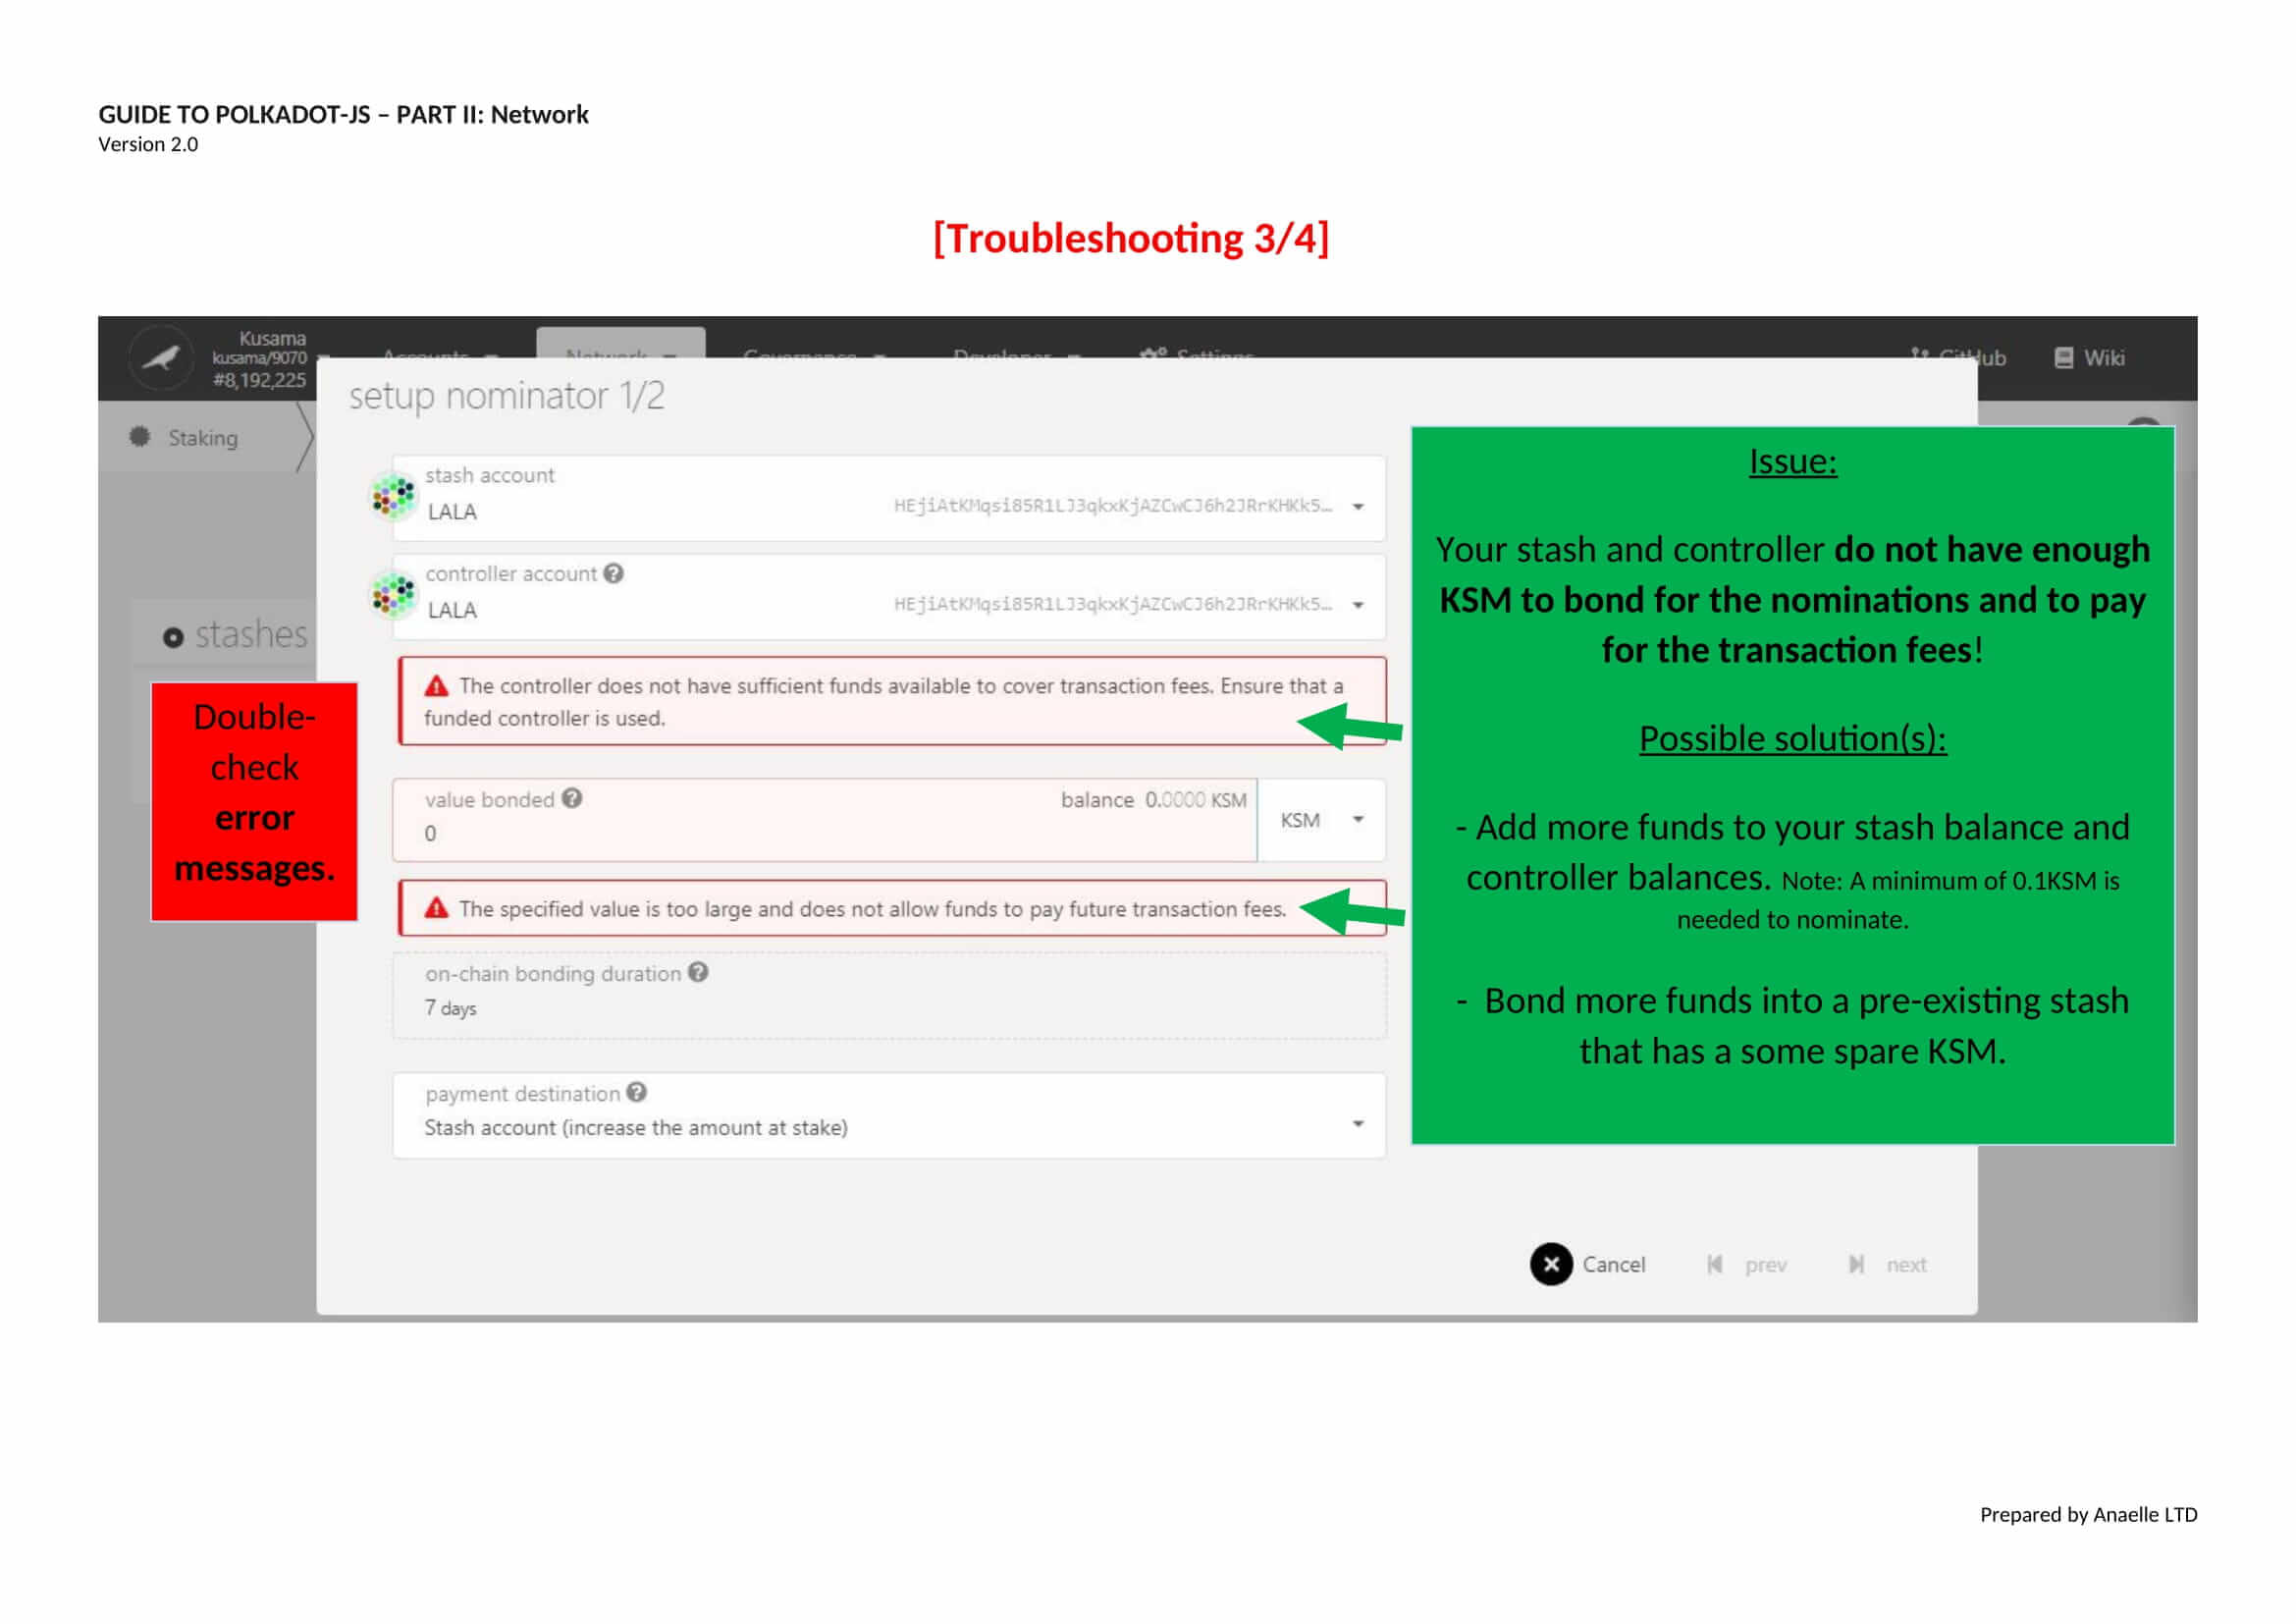 GUIDE TO POLKADOT-JS – PART II: Network
Version 2.0
[Troubleshooting 3/4]
Kusama
kusama/9070
#8,192,225
Accounts
Network
Governance
Developer
Settings
GitHub
Wiki
Staking
setup nominator 1/2
stash account
LALA
HEjiAtKMqsi85R1LJ3qkxKjAZCwCJ6h2JRrKHKk5…
controller account
LALA
HEjiAtKMqsi85R1LJ3qkxKjAZCwCJ6h2JRrKHKk5…
stashes
The controller does not have sufficient funds available to cover transaction fees. Ensure that a
funded controller is used.
Double-
check
error
messages.
value bonded
balance 0.0000 KSM
0
KSM
The specified value is too large and does not allow funds to pay future transaction fees.
on-chain bonding duration
7 days
payment destination
Stash account (increase the amount at stake)
Issue:
Your stash and controller do not have enough
KSM to bond for the nominations and to pay
for the transaction fees!
Possible solution(s):
- Add more funds to your stash balance and
controller balances. Note: A minimum of 0.1KSM is
needed to nominate.
- Bond more funds into a pre-existing stash
that has a some spare KSM.
Cancel
prev
next
Prepared by Anaelle LTD